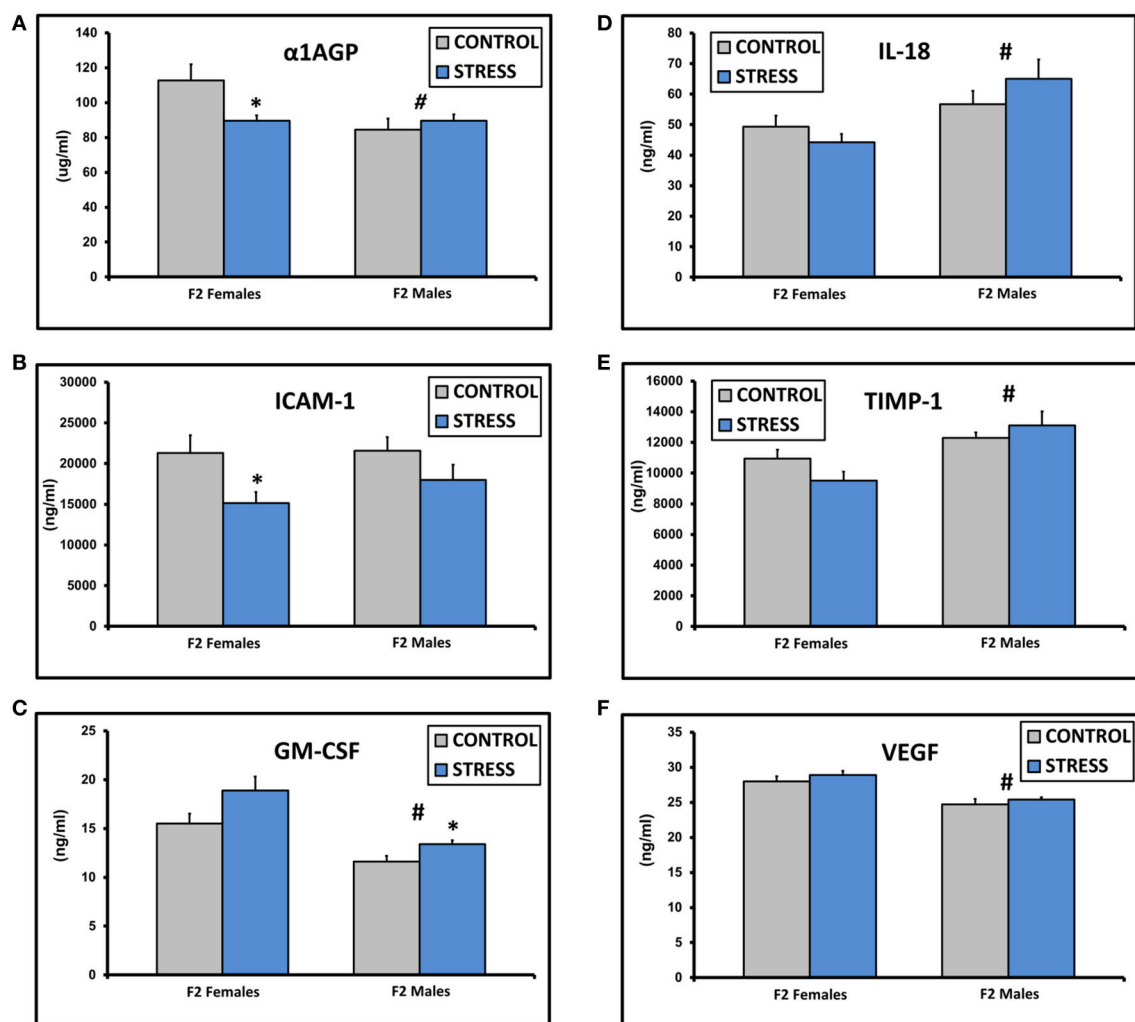 A
α1AGP
CONTROL
STRESS
(ug/ml)
140
120
100
80
60
40
20
0
*
#
F2 Females
F2 Males
B
ICAM-1
CONTROL
STRESS
(ng/ml)
30000
25000
20000
15000
10000
5000
0
*
F2 Females
F2 Males
C
GM-CSF
CONTROL
STRESS
(ng/ml)
25
20
15
10
5
0
#
*
F2 Females
F2 Males
D
IL-18
CONTROL
STRESS
(ng/ml)
80
70
60
50
40
30
20
10
0
#
F2 Females
F2 Males
E
TIMP-1
CONTROL
STRESS
(ng/ml)
16000
14000
12000
10000
8000
6000
4000
2000
0
#
F2 Females
F2 Males
F
VEGF
CONTROL
STRESS
(ng/ml)
35
30
25
20
15
10
5
0
#
F2 Females
F2 Males